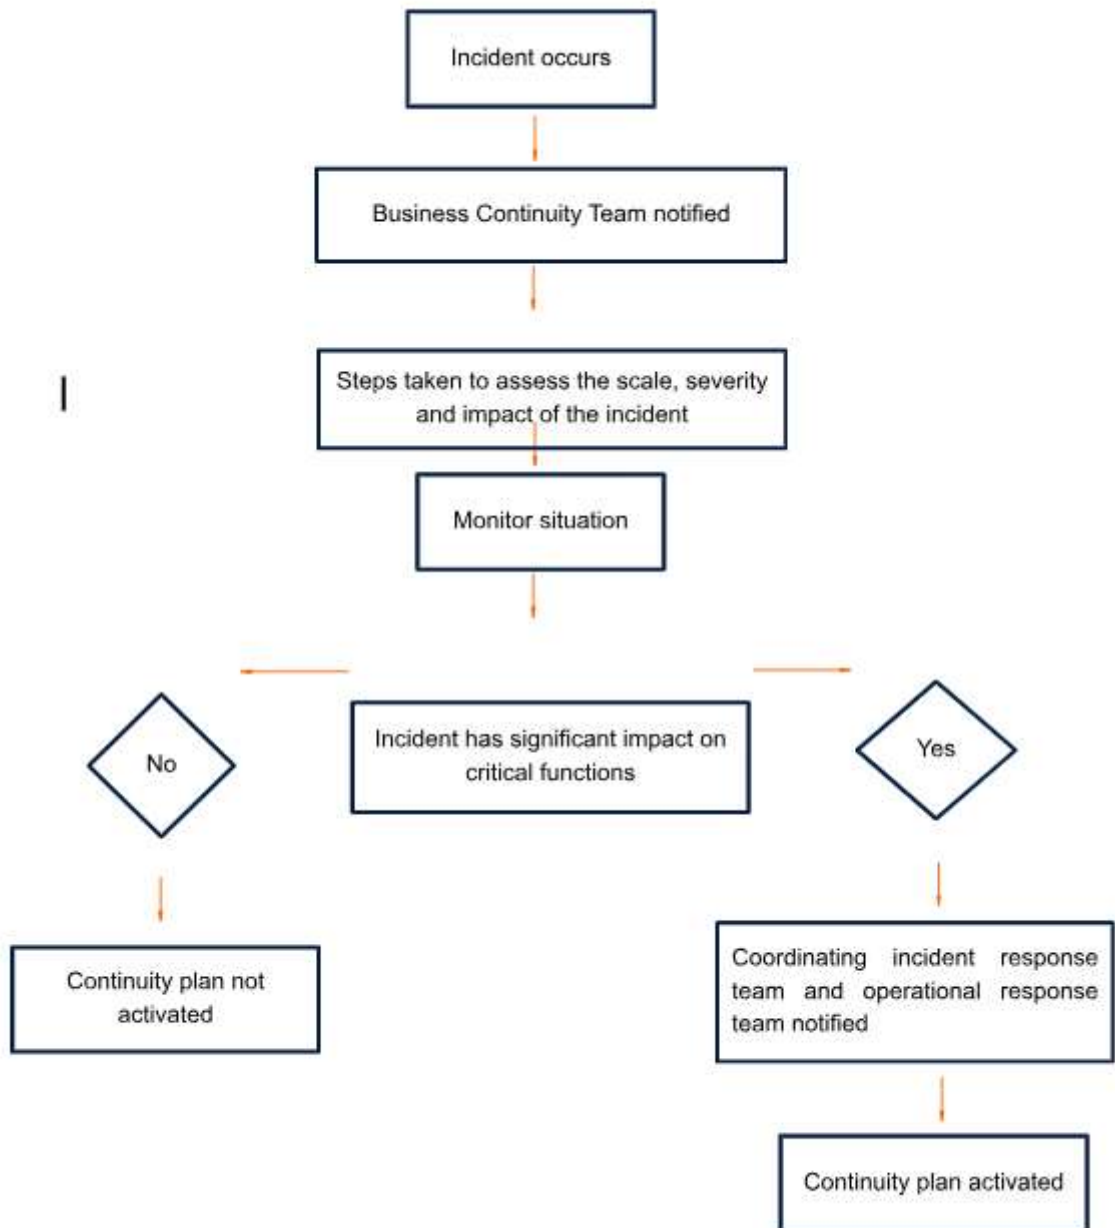 Incident occurs
Business Continuity Team notified
Steps taken to assess the scale, severity
and impact of the incident
Monitor situation
Incident has significant impact on
critical functions
No
Yes
Continuity plan not
activated
Coordinating incident response
team and operational response
team notified
Continuity plan activated